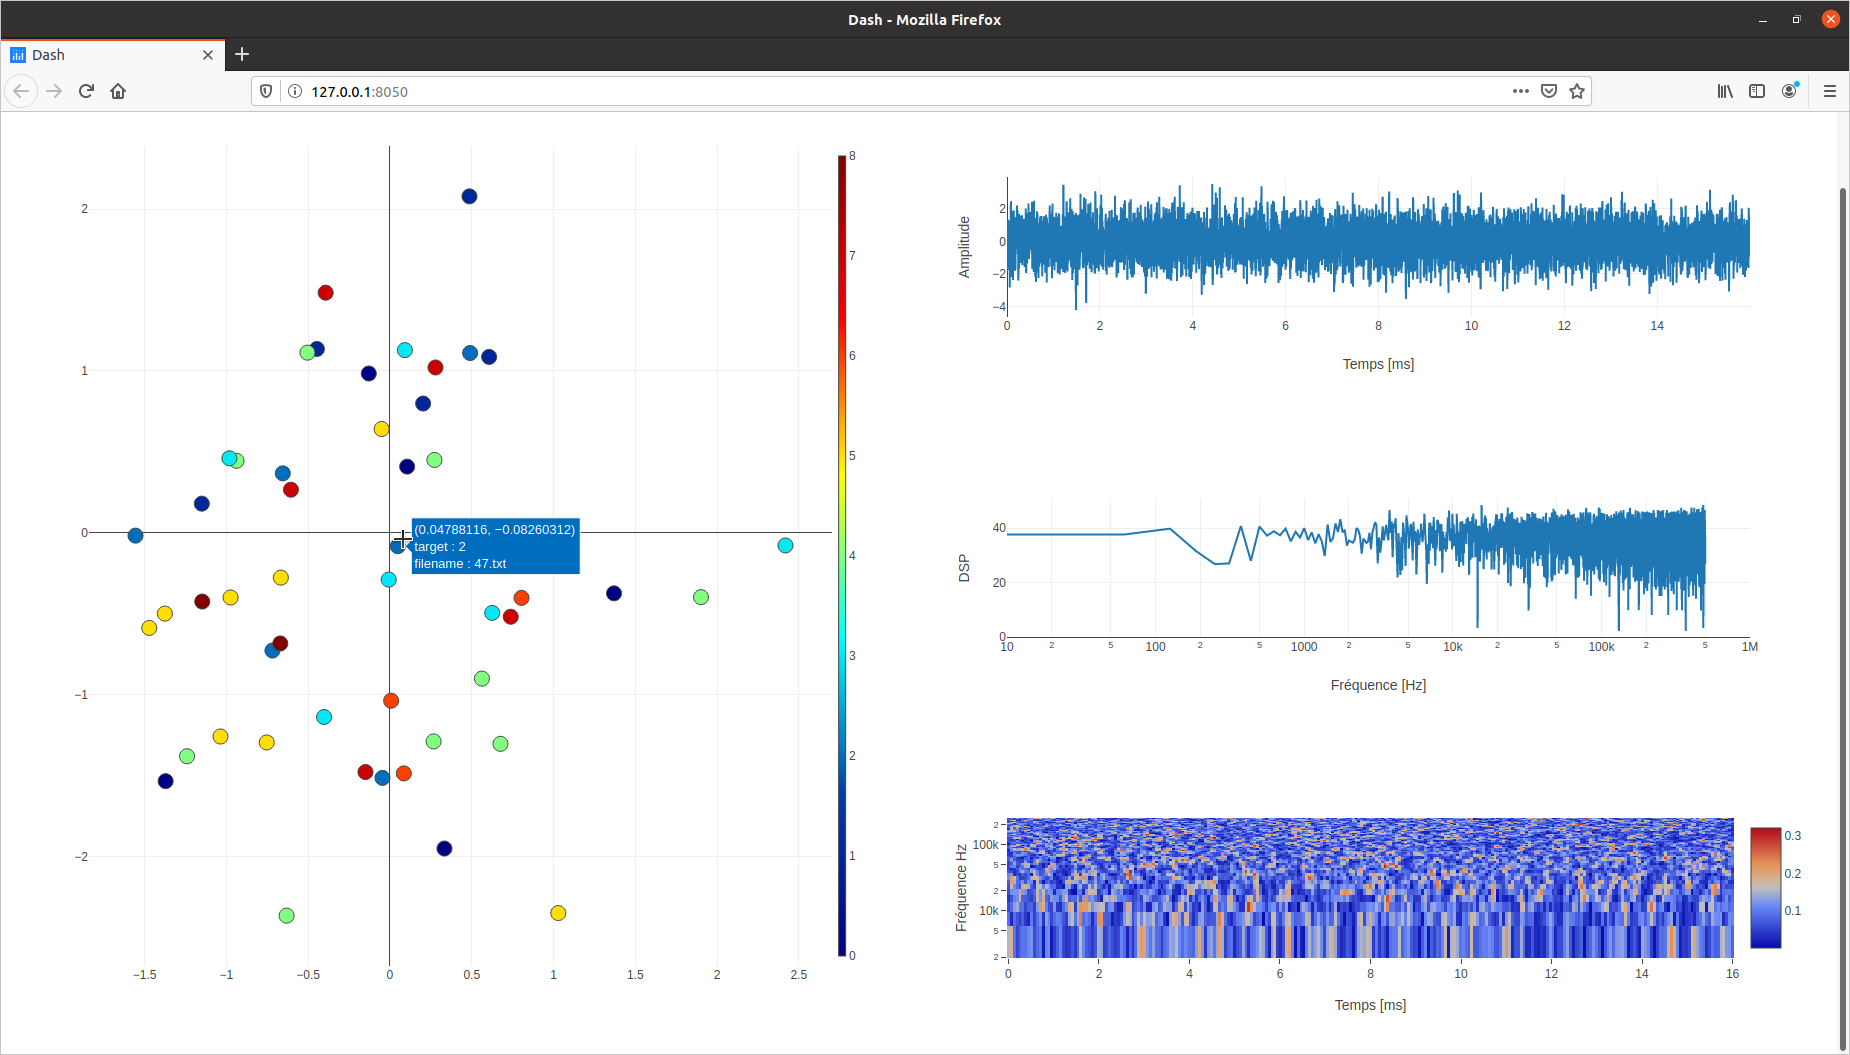 Dash - Mozilla Firefox
Dash
127.0.0.1:8050
2
1
0
−1
−2
−1.5 −1 −0.5 0 0.5 1 1.5 2 2.5
(0.04788116, −0.08260312)
target : 2
filename : 47.txt
8
7
6
5
4
3
2
1
0
Amplitude
2
0
−2
−4
0 2 4 6 8 10 12 14
Temps [ms]
DSP
40
20
0
10 2 5 100 2 5 1000 2 5 10k 2 5 100k 2 5 1M
Fréquence [Hz]
Fréquence Hz
2
100k
5
2
10k
5
2
0 2 4 6 8 10 12 14 16
Temps [ms]
0.3
0.2
0.1